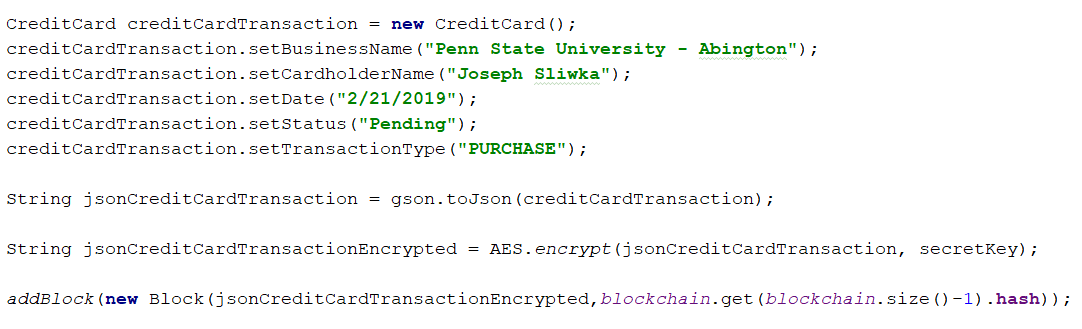 CreditCard creditCardTransaction = new CreditCard();
creditCardTransaction.setBusinessName("Penn State University - Abington");
creditCardTransaction.setCardholderName("Joseph Sliwka");
creditCardTransaction.setDate("2/21/2019");
creditCardTransaction.setStatus("Pending");
creditCardTransaction.setTransactionType("PURCHASE");
String jsonCreditCardTransaction = gson.toJson(creditCardTransaction);
String jsonCreditCardTransactionEncrypted = AES.encrypt(jsonCreditCardTransaction, secretKey);
addBlock(new Block(jsonCreditCardTransactionEncrypted,blockchain.get(blockchain.size()-1).hash));